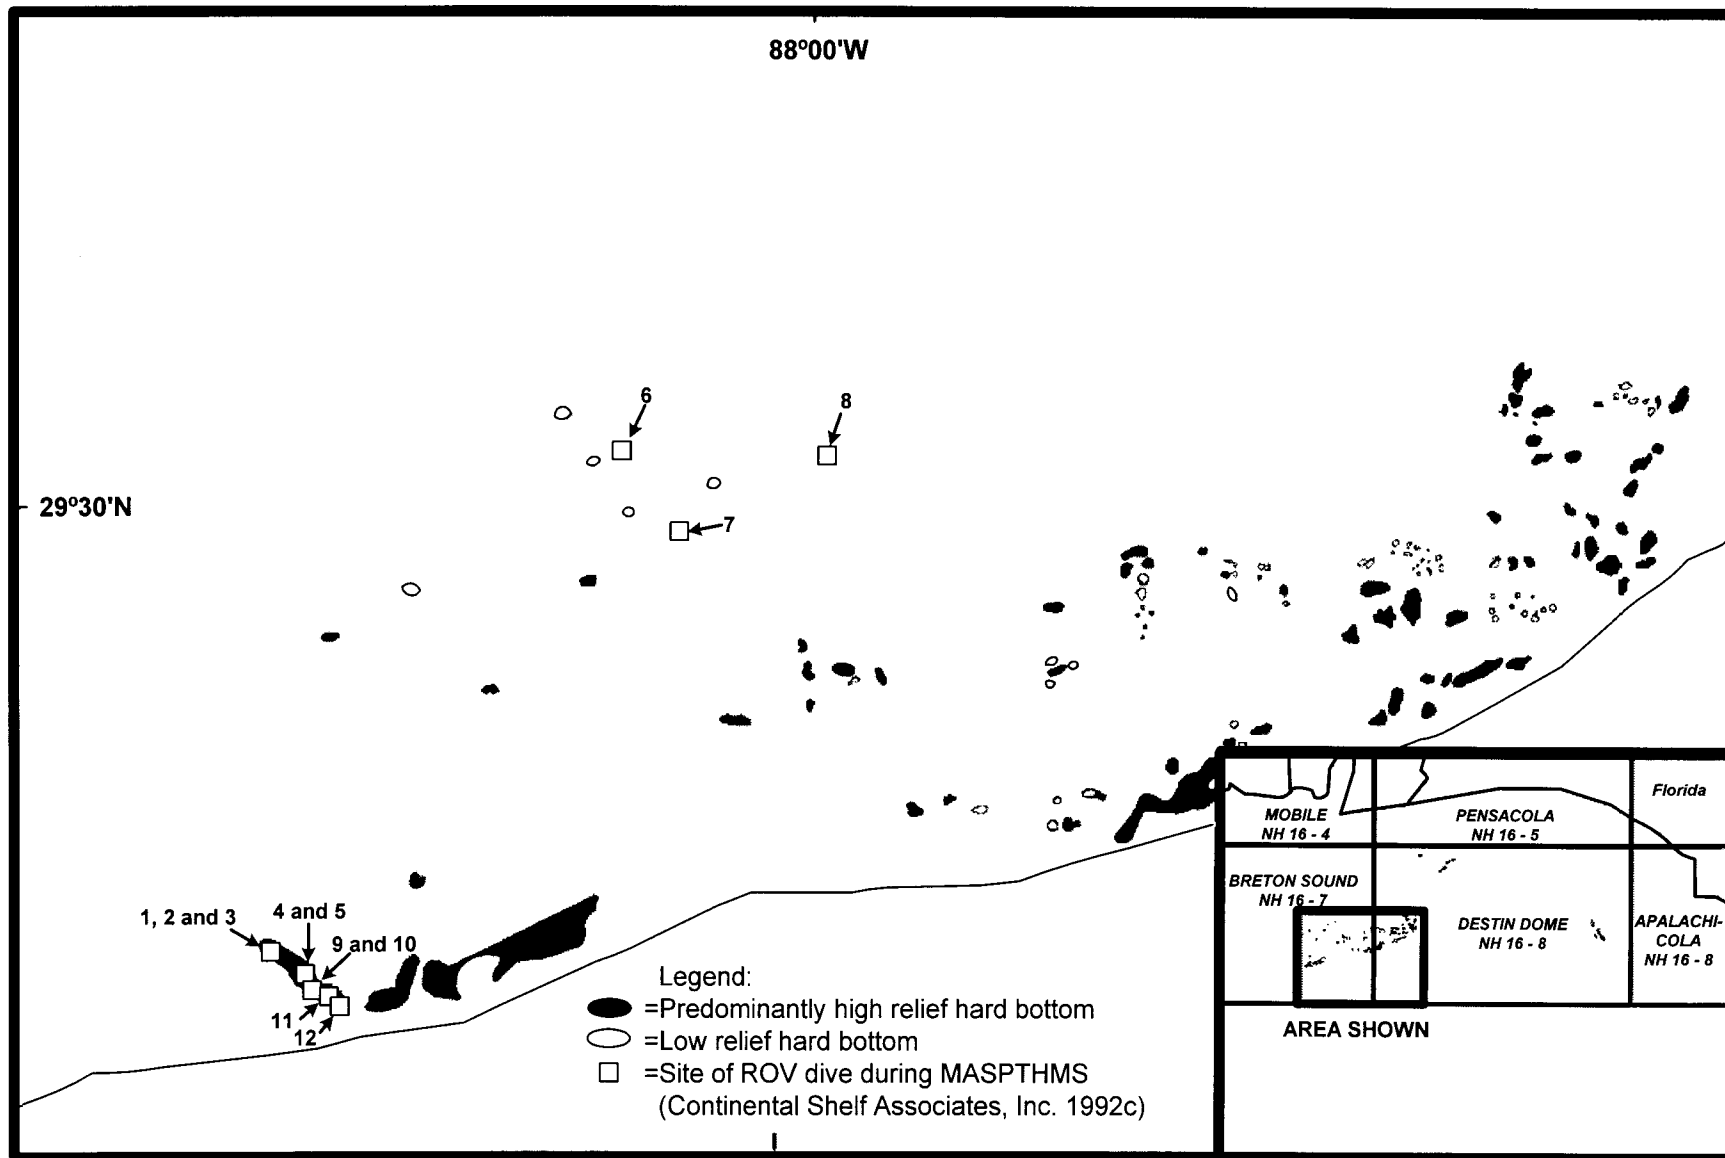 88°00'W
6
8
29°30'N
7
1, 2 and 3
4 and 5
9 and 10
11
12
Legend:
=Predominantly high relief hard bottom
=Low relief hard bottom
=Site of ROV dive during MASPTHMS
(Continental Shelf Associates, Inc. 1992c)
Florida
MOBILE
NH 16 - 4
PENSACOLA
NH 16 - 5
BRETON SOUND
NH 16 - 7
DESTIN DOME
NH 16 - 8
APALACHI-
COLA
NH 16 - 8
AREA SHOWN